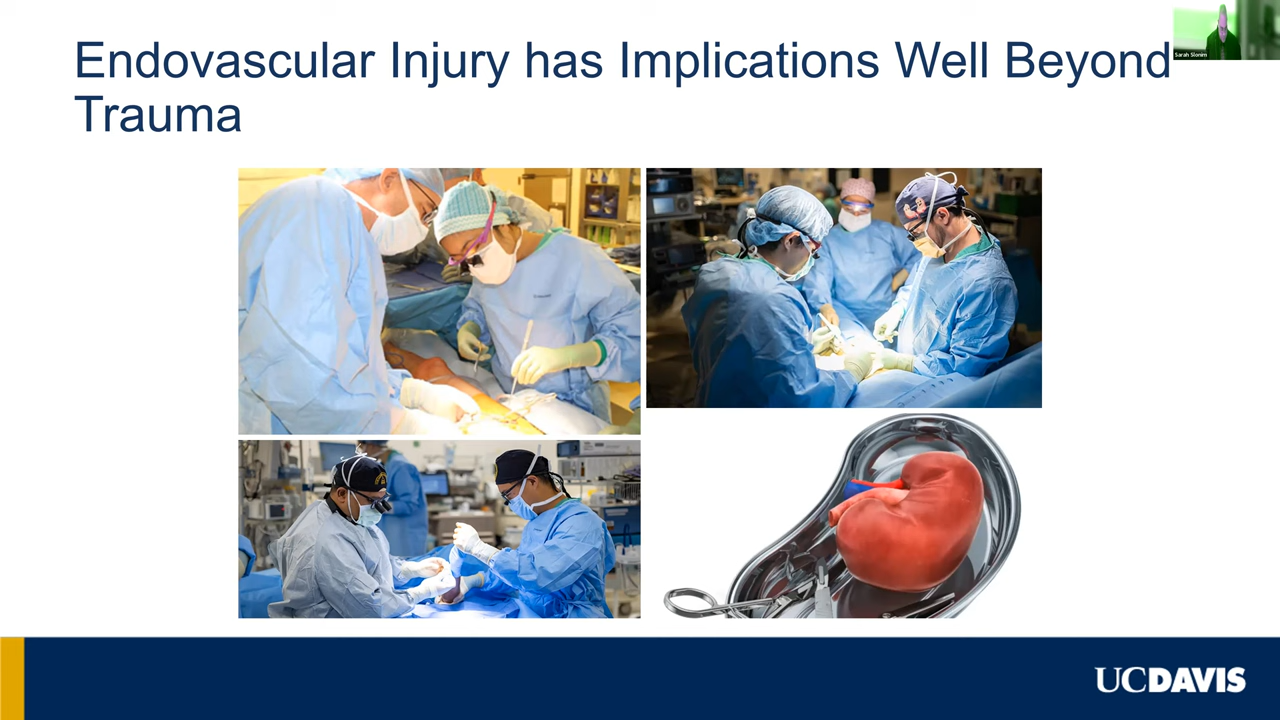 Endovascular Injury has Implications Well Beyond
Trauma
Sarah Slonim
UCDAVIS